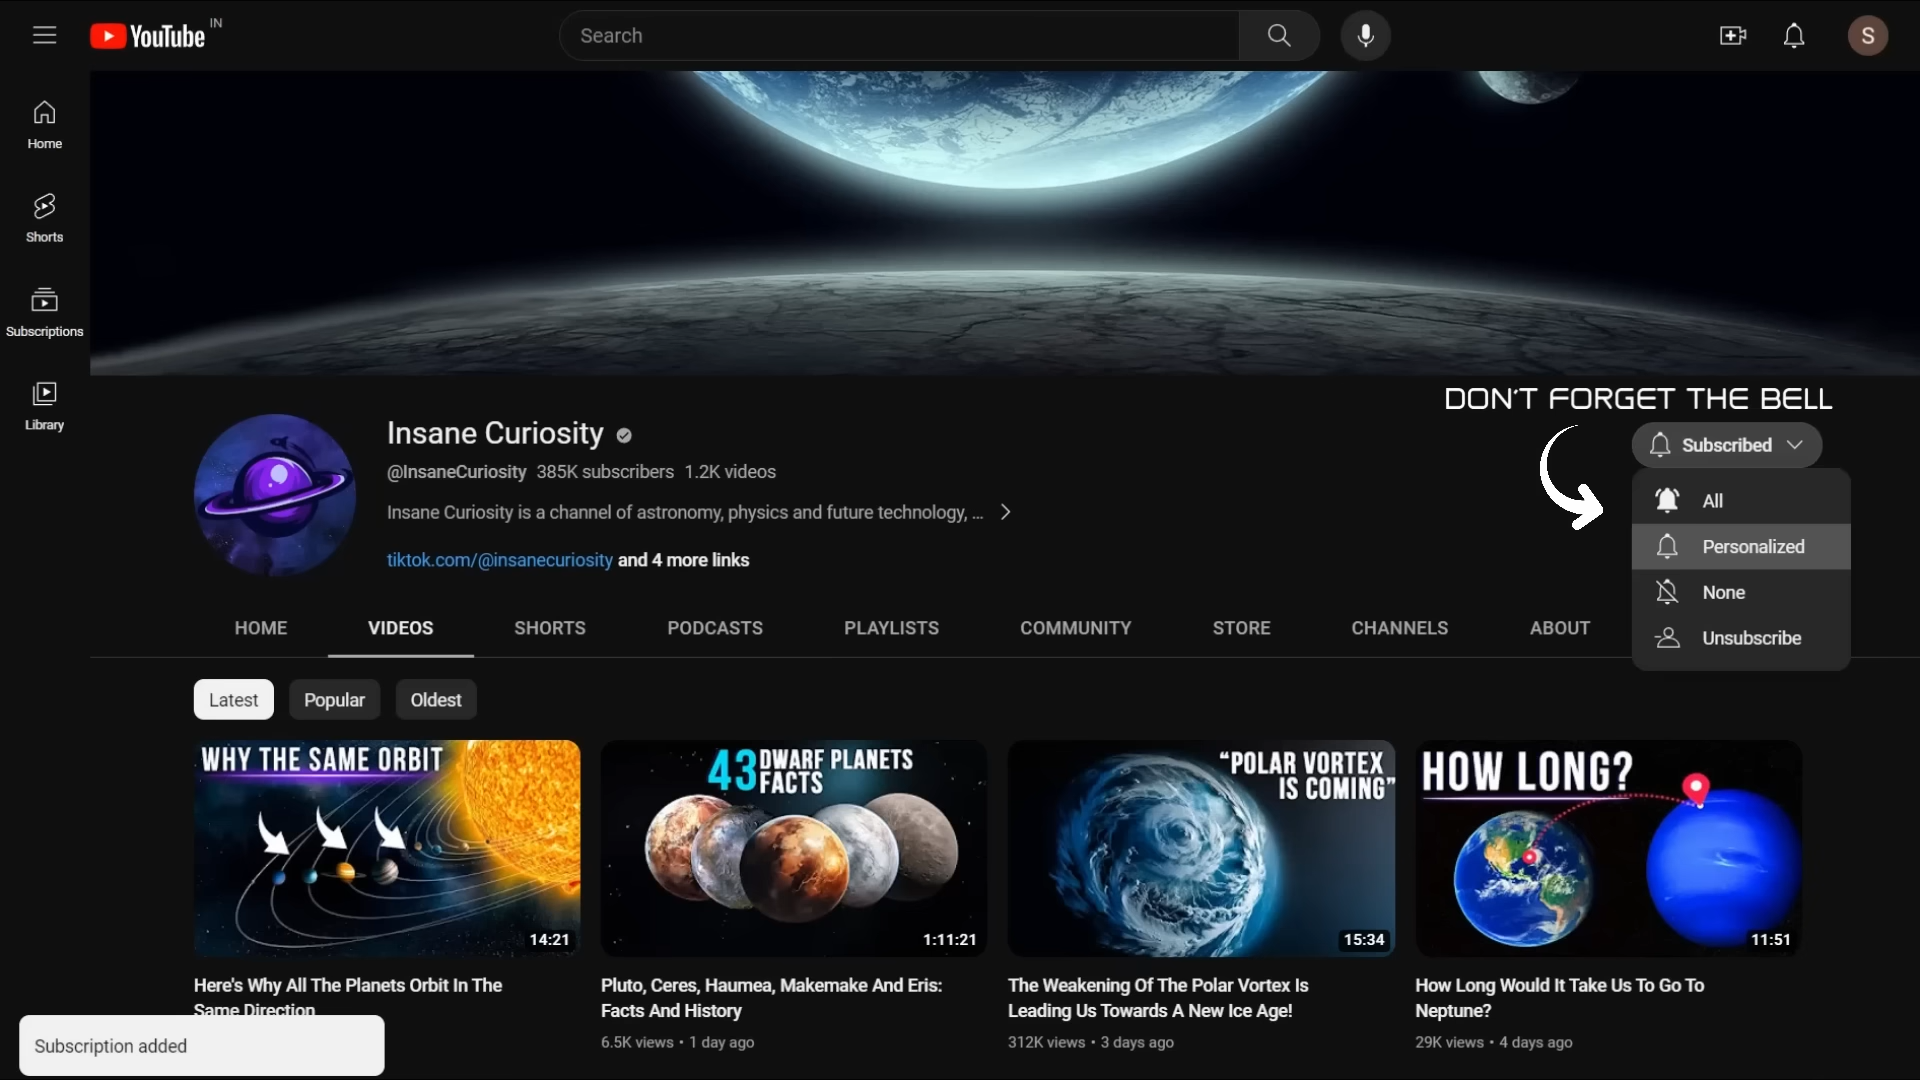 YouTube IN
Search
S
Home
Shorts
Subscriptions
Library
DON'T FORGET THE BELL
Insane Curiosity
@InsaneCuriosity 385K subscribers 1.2K videos
Insane Curiosity is a channel of astronomy, physics and future technology, ...
tiktok.com/@insanecuriosity and 4 more links
Subscribed
All
Personalized
None
Unsubscribe
HOME VIDEOS SHORTS PODCASTS PLAYLISTS COMMUNITY STORE CHANNELS ABOUT
Latest Popular Oldest
WHY THE SAME ORBIT
14:21
43 DWARF PLANETS
FACTS
1:11:21
“POLAR VORTEX
IS COMING”
15:34
HOW LONG?
11:51
Here's Why All The Planets Orbit In The
Same Direction
Pluto, Ceres, Haumea, Makemake And Eris:
Facts And History
6.5K views • 1 day ago
The Weakening Of The Polar Vortex Is
Leading Us Towards A New Ice Age!
312K views • 3 days ago
How Long Would It Take Us To Go To
Neptune?
29K views • 4 days ago
Subscription added